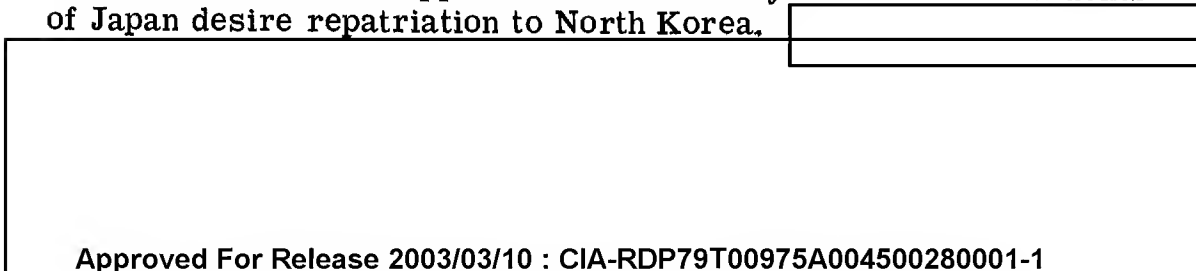 of Japan desire repatriation to North Korea.
Approved For Release 2003/03/10 : CIA-RDP79T00975A004500280001-1